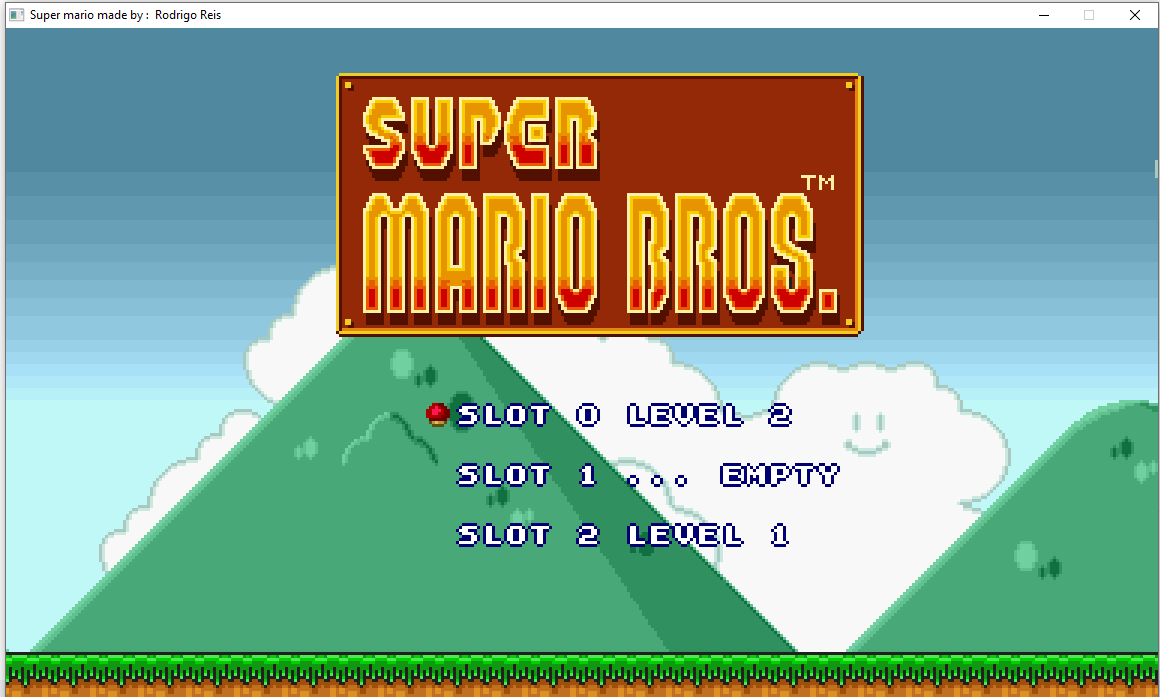 Super mario made by : Rodrigo Reis
SUPER
MARIO BROS.™
SLOT 0 LEVEL 2
SLOT 1 ... EMPTY
SLOT 2 LEVEL 1